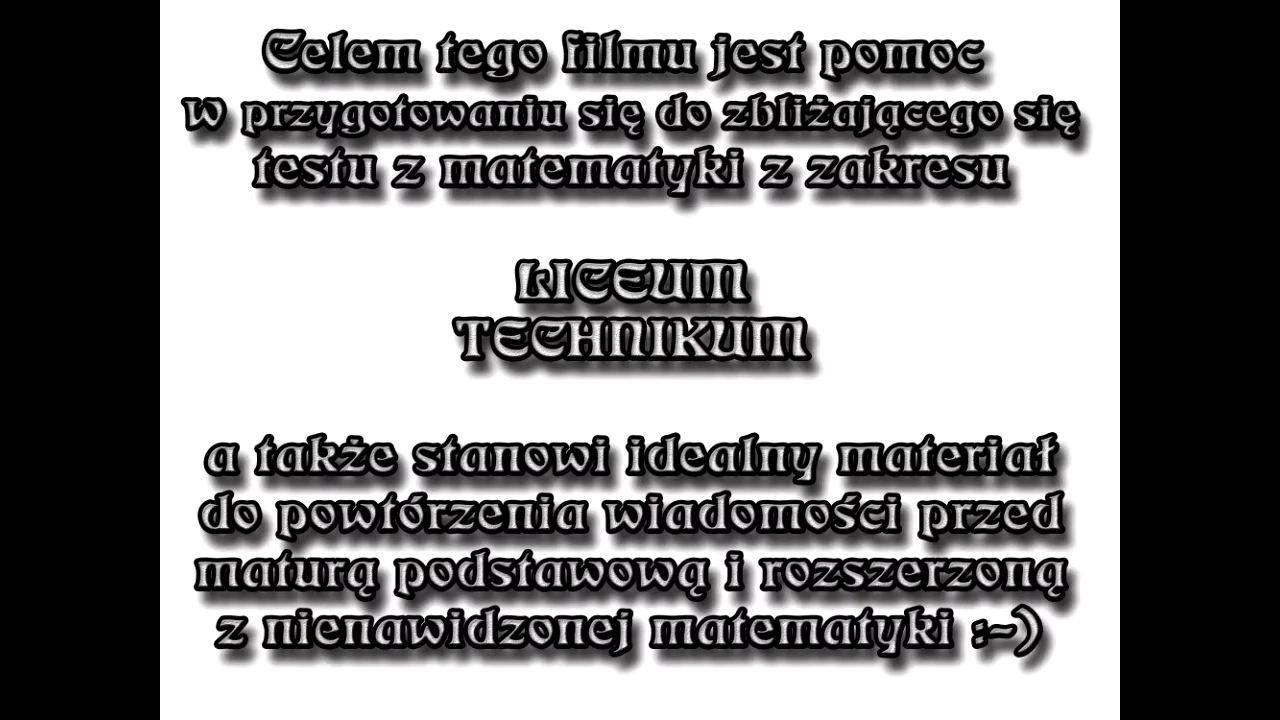 Celem tego filmu jest pomoc
w przygotowaniu się do zbliżającego się
testu z matematyki z zakresu
LICEUM
TECHNIKUM
a także stanowi idealny materiał
do powtórzenia wiadomości przed
maturą podstawową i rozszerzoną
z nienawidzonej matematyki :-)